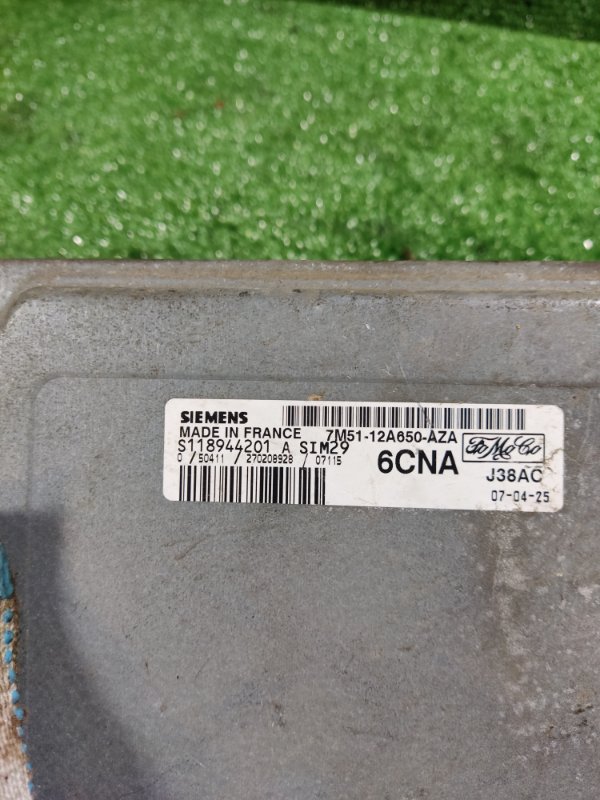 SIEMENS
MADE IN FRANCE 7M51-12A650-AZA
S118944201 A SIM29
0 / 50411 / 270208928 / 07115
6CNA
FoMoCo
J38AC
07-04-25